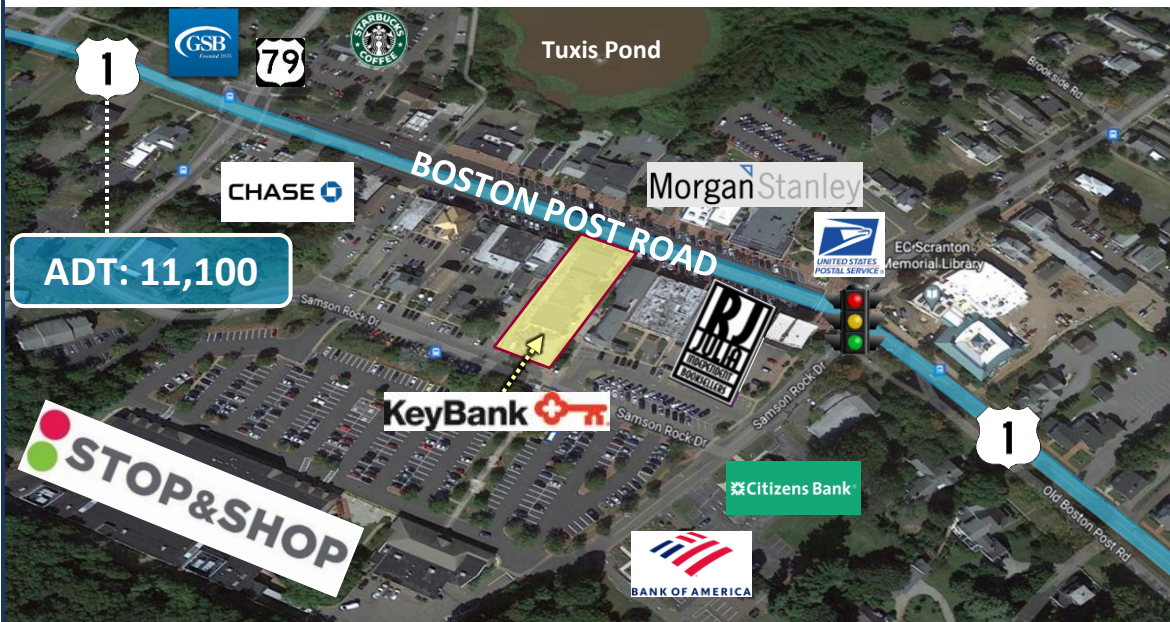 GSB
Founded 1875
1
79
STARBUCKS
COFFEE
Tuxis Pond
Brookside Rd
CHASE
BOSTON POST ROAD
Morgan Stanley
UNITED STATES
POSTAL SERVICE®
EC Scranton
Memorial Library
ADT: 11,100
Samson Rock Dr
RJ
JULIA
INDEPENDENT
BOOKSELLERS
KeyBank
Samson Rock Dr
Samson Rock Dr
STOP&SHOP
1
Citizens Bank®
Old Boston Post Rd
BANK OF AMERICA